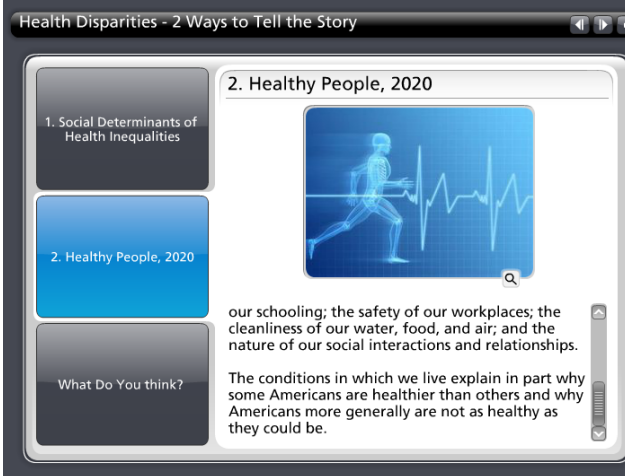 Health Disparities - 2 Ways to Tell the Story
1. Social Determinants of
Health Inequalities
2. Healthy People, 2020
What Do You think?
2. Healthy People, 2020
our schooling; the safety of our workplaces; the
cleanliness of our water, food, and air; and the
nature of our social interactions and relationships.
The conditions in which we live explain in part why
some Americans are healthier than others and why
Americans more generally are not as healthy as
they could be.